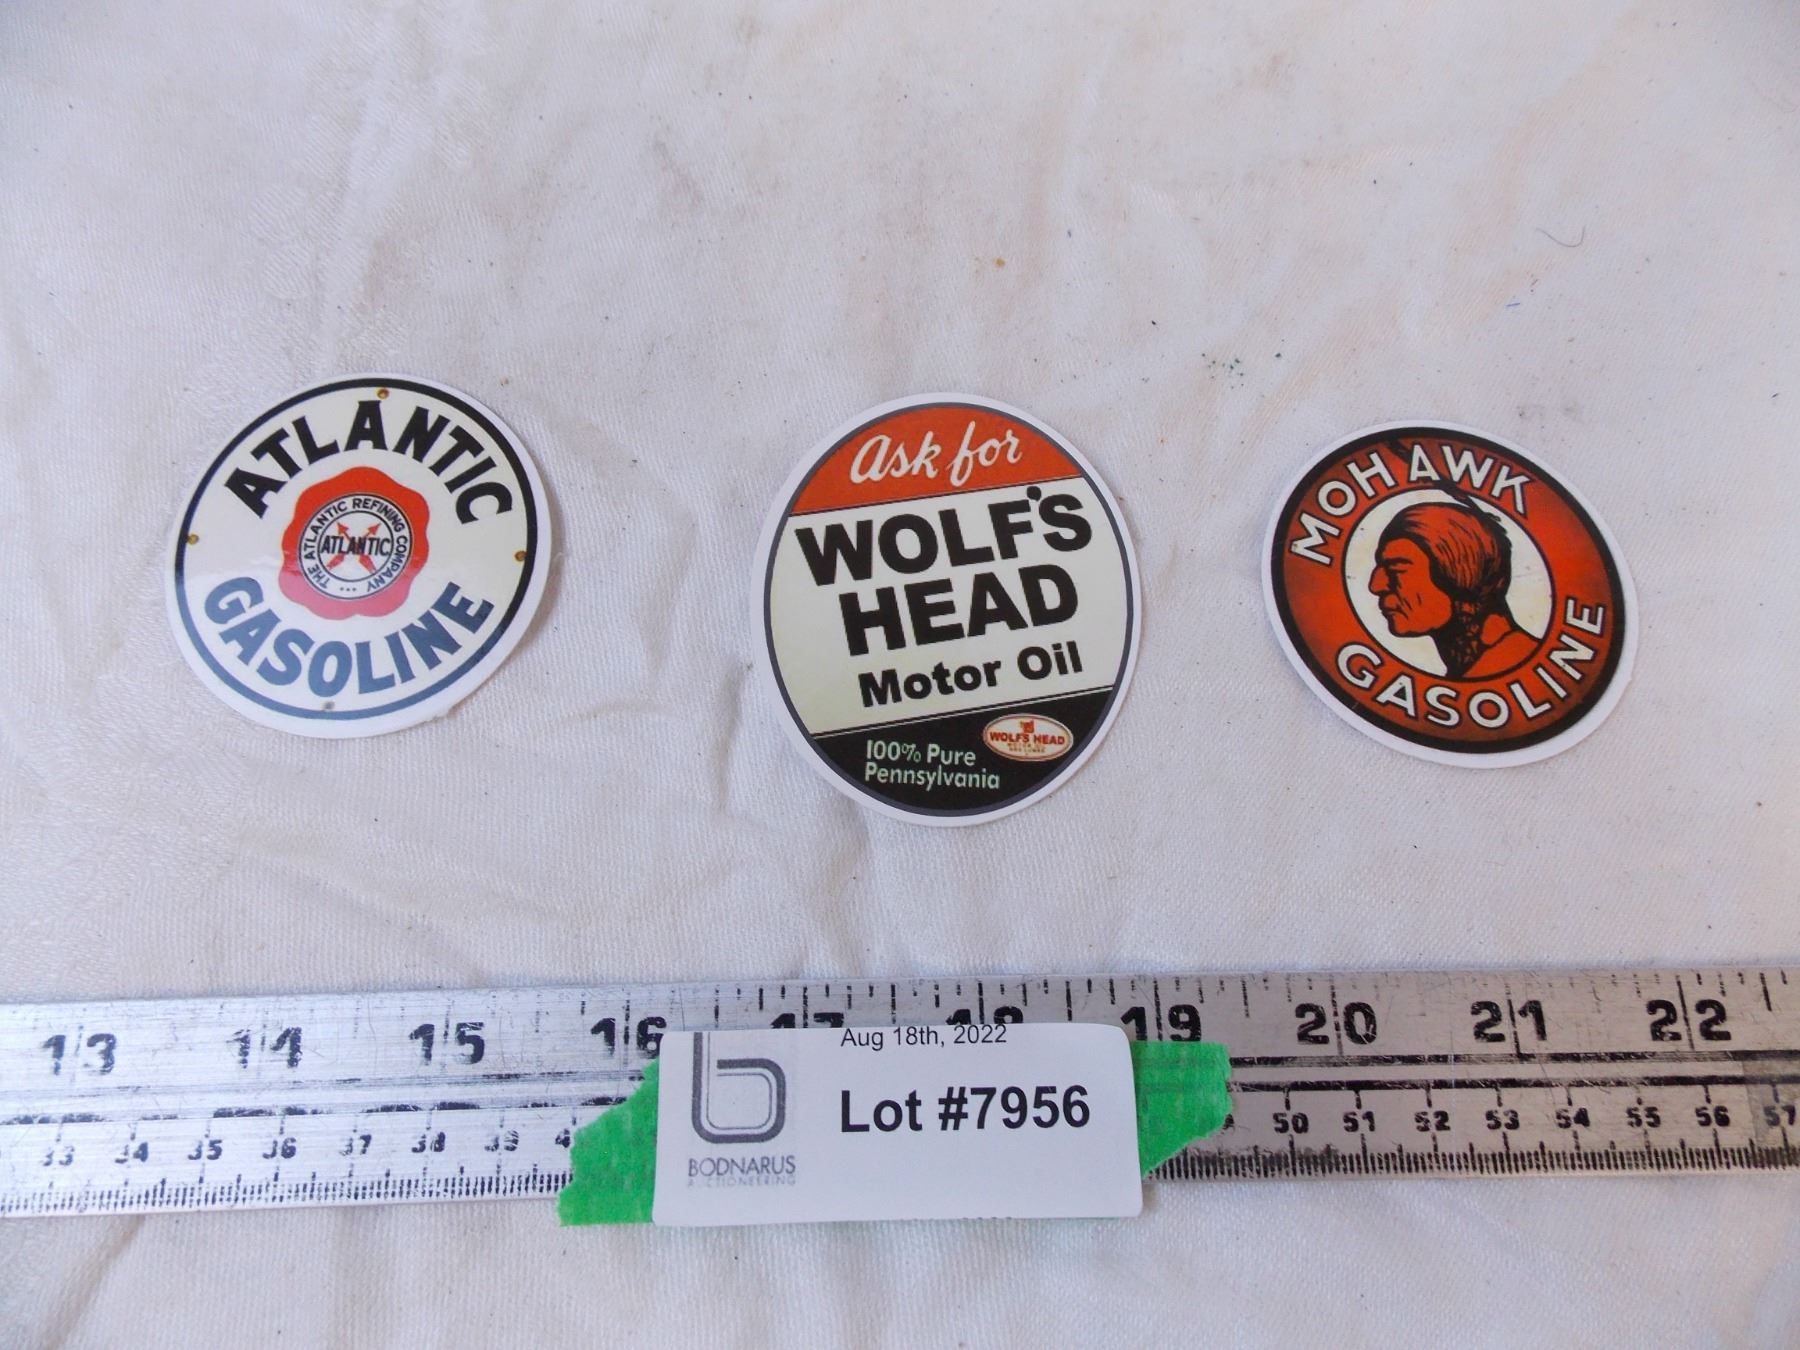 ATLANTIC
THE ATLANTIC REFINING COMPANY
ATLANTIC
GASOLINE
Ask for
WOLF'S
HEAD
Motor Oil
100% Pure
Pennsylvania
WOLF'S HEAD
MOHAWK
GASOLINE
13 14 15 16 17 18 19 20 21 22
33 34 35 36 37 38 39 50 51 52 53 54 55 56 57
Aug 18th, 2022
Lot #7956
BODNARUS
AUCTIONEERING